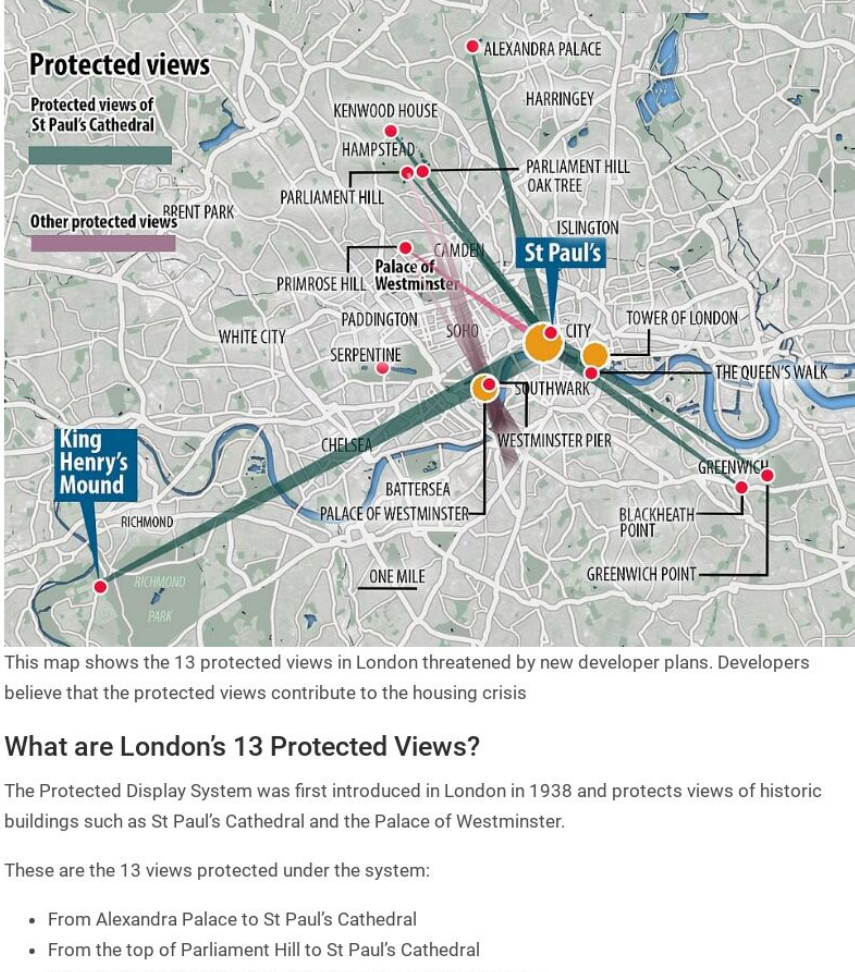 Protected views
Protected views of
St Paul's Cathedral
Other protected views
ALEXANDRA PALACE
HARRINGEY
KENWOOD HOUSE
HAMPSTEAD
PARLIAMENT HILL
OAK TREE
PARLIAMENT HILL
BRENT PARK
ISLINGTON
CAMDEN
St Paul's
Palace of
Westminster
PRIMROSE HILL
PADDINGTON
SOHO
CITY
TOWER OF LONDON
WHITE CITY
SERPENTINE
THE QUEEN'S WALK
SOUTHWARK
King
Henry's
Mound
CHELSEA
WESTMINSTER PIER
GREENWICH
BATTERSEA
PALACE OF WESTMINSTER
BLACKHEATH
POINT
RICHMOND
ONE MILE
GREENWICH POINT
RICHMOND
PARK
This map shows the 13 protected views in London threatened by new developer plans. Developers
believe that the protected views contribute to the housing crisis
What are London's 13 Protected Views?
The Protected Display System was first introduced in London in 1938 and protects views of historic
buildings such as St Paul's Cathedral and the Palace of Westminster.
These are the 13 views protected under the system:
• From Alexandra Palace to St Paul's Cathedral
• From the top of Parliament Hill to St Paul's Cathedral